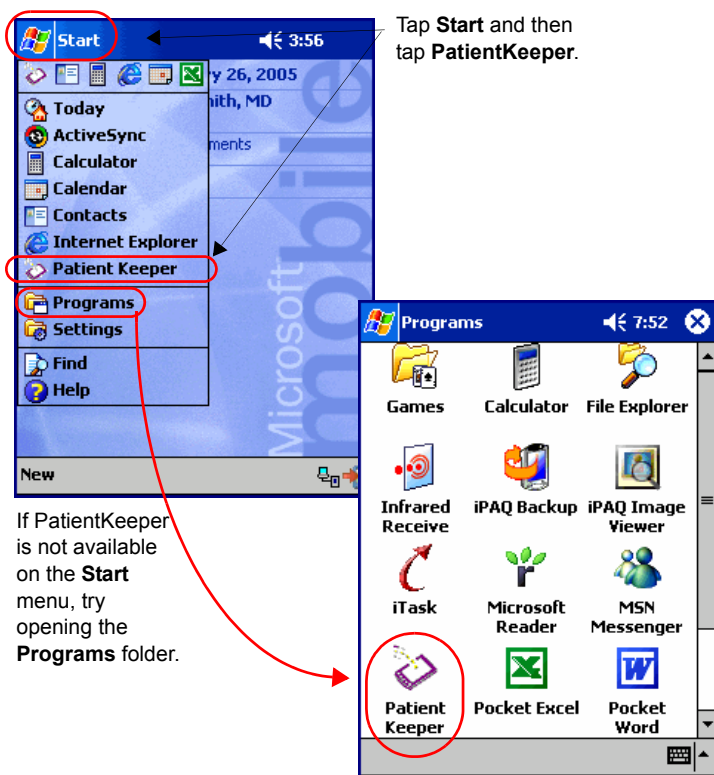 Start 3:56
Tap Start and then
tap PatientKeeper.
y 26, 2005
ith, MD
ments
Today
ActiveSync
Calculator
Calendar
Contacts
Internet Explorer
Patient Keeper
Programs
Settings
Find
Help
Microsoft
mobile
New
If PatientKeeper
is not available
on the Start
menu, try
opening the
Programs folder.
Programs 7:52
Games Calculator File Explorer
Infrared iPAQ Backup iPAQ Image
Receive Viewer
iTask Microsoft MSN
Reader Messenger
Patient Pocket Excel Pocket
Keeper Word